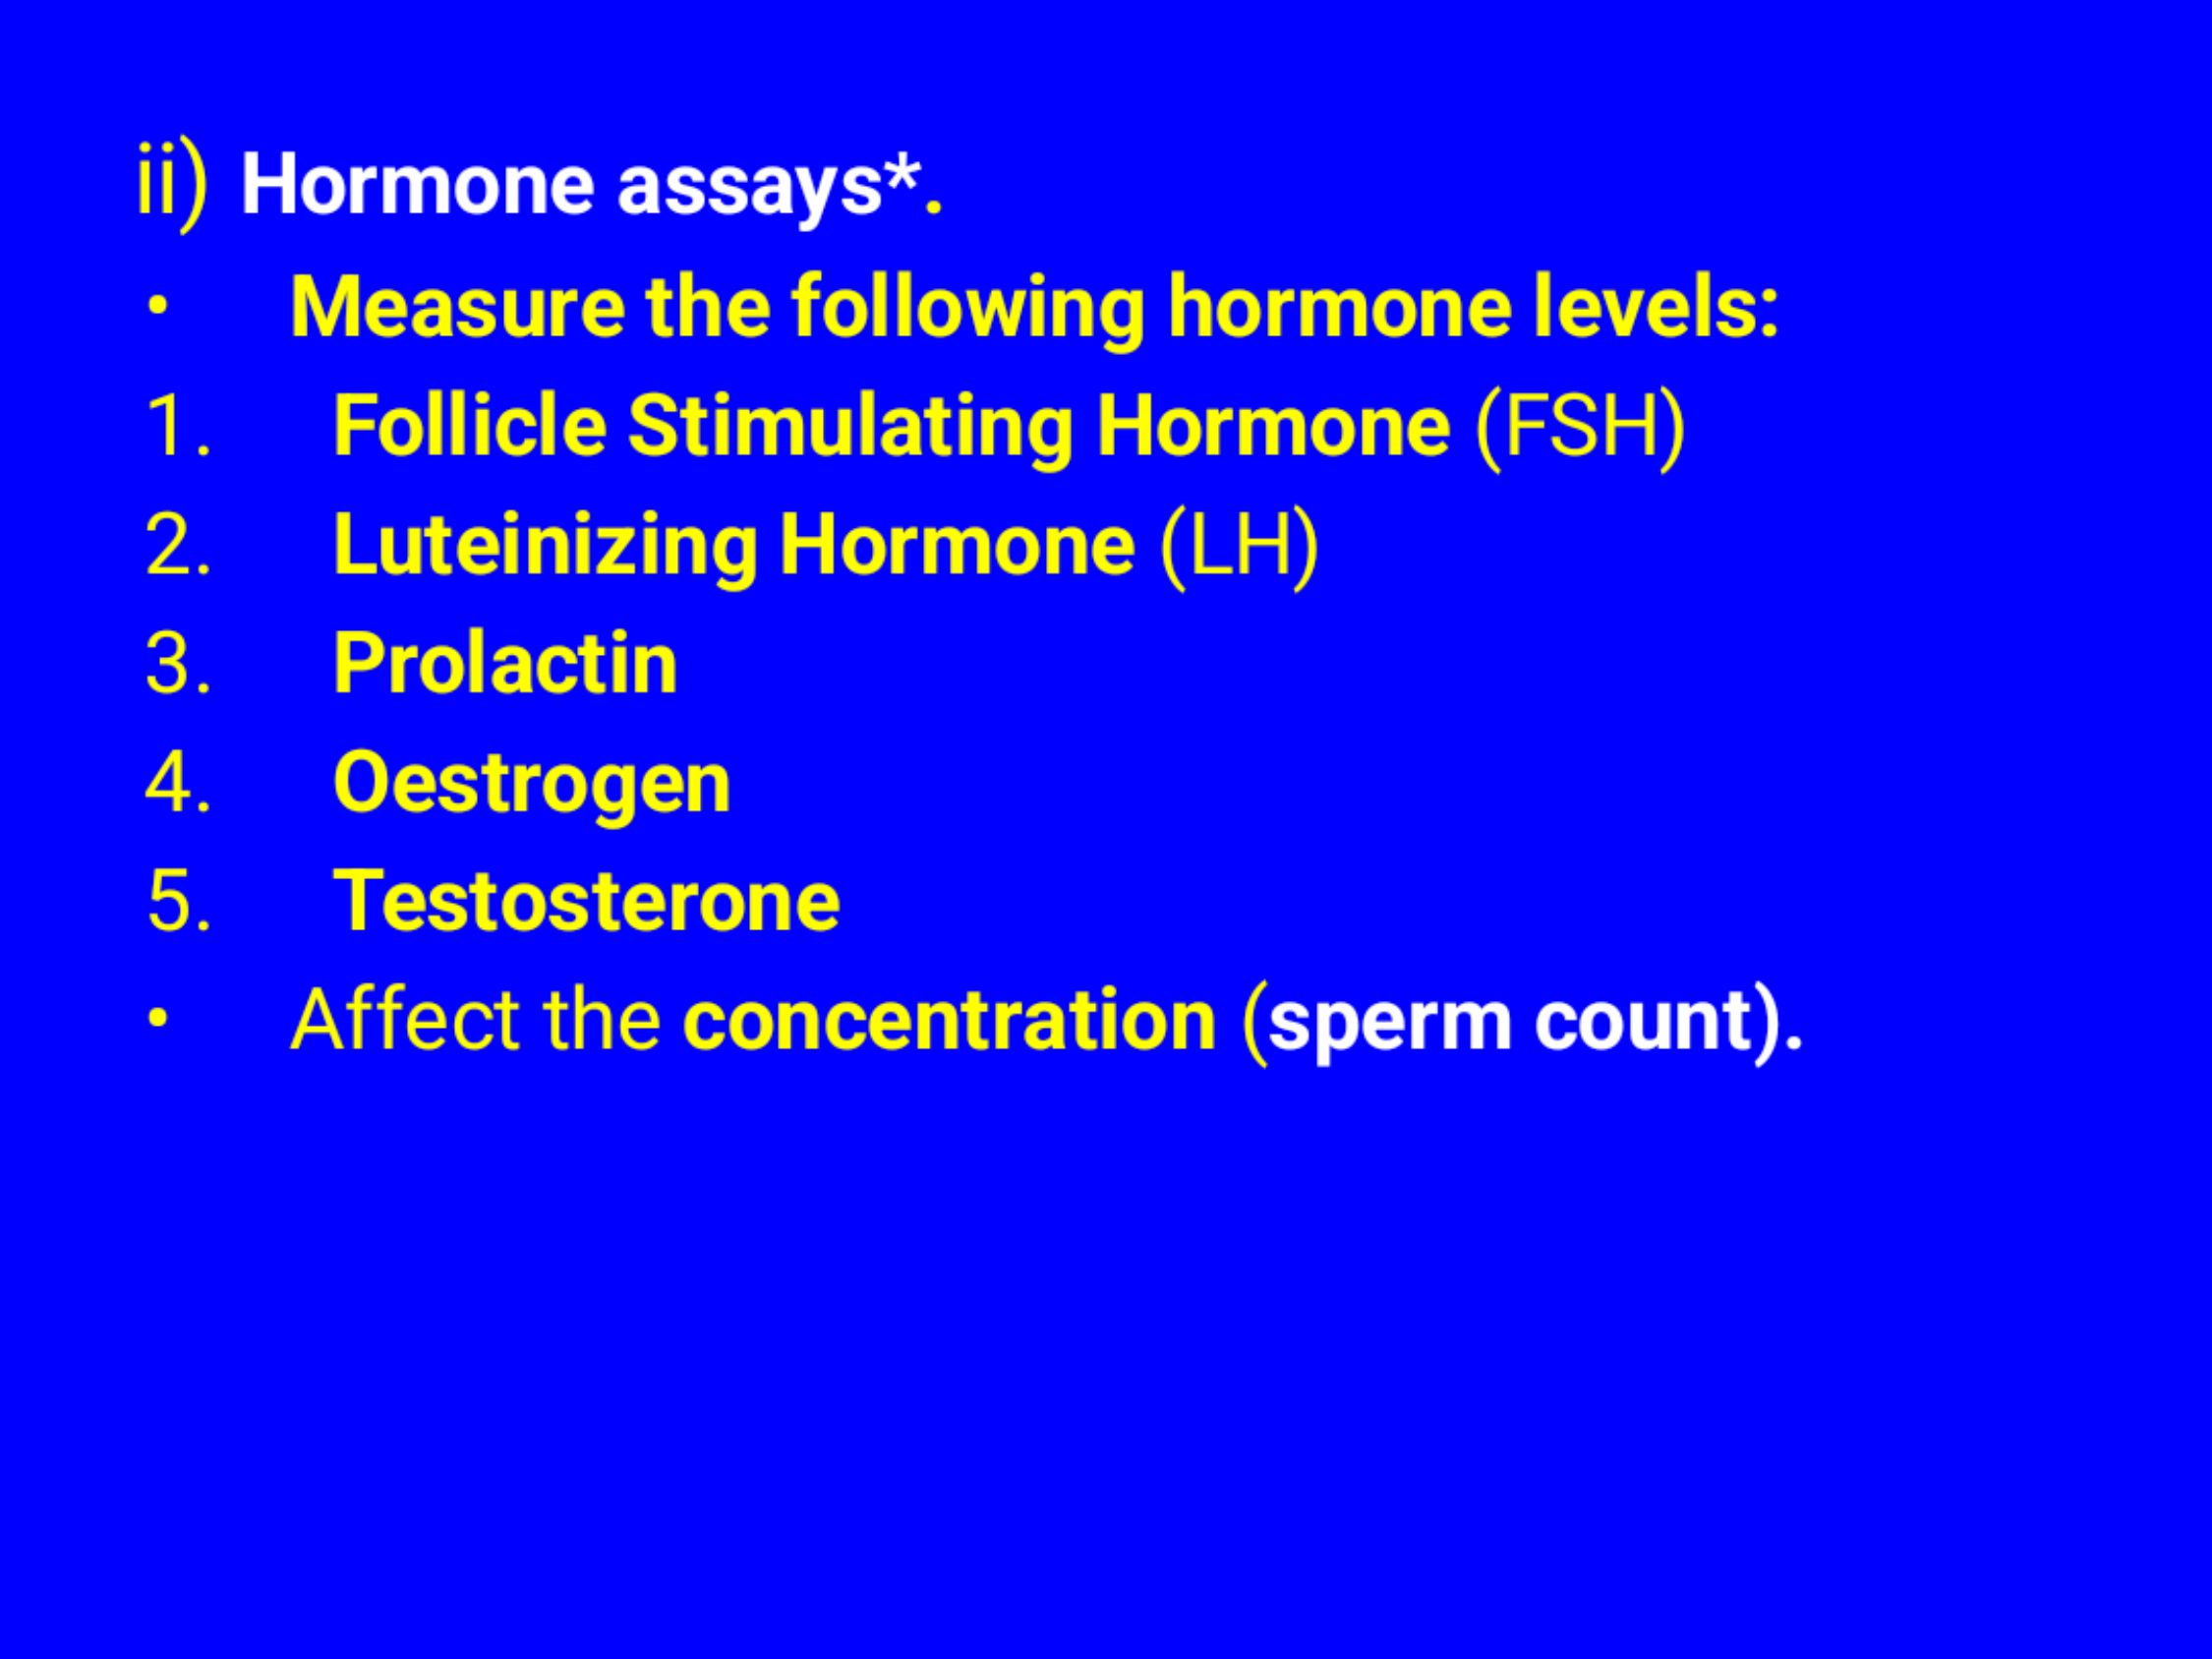 ii) Hormone assays*.
• Measure the following hormone levels:
1. Follicle Stimulating Hormone (FSH)
2. Luteinizing Hormone (LH)
3. Prolactin
4. Oestrogen
5. Testosterone
• Affect the concentration (sperm count).